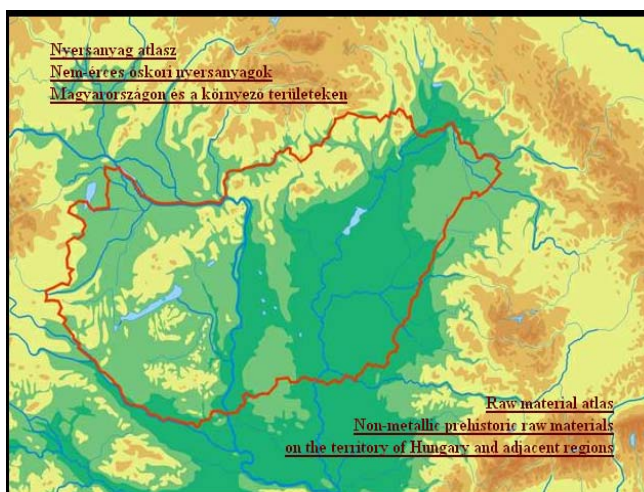 Nyersanyag atlasz
Nem-érces őskori nyersanyagok
Magyarországon és a környező területeken
Raw material atlas
Non-metallic prehistoric raw materials
on the territory of Hungary and adjacent regions